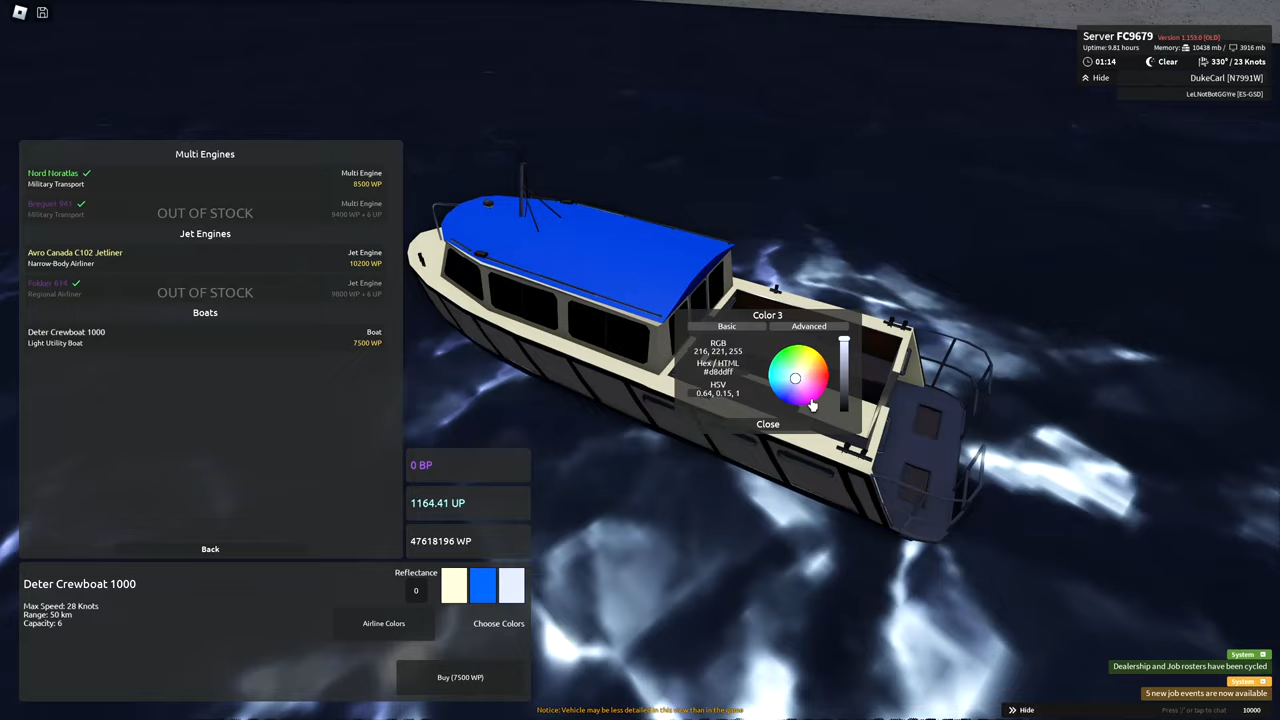 Server FC9679 Version 1.153.0 [OLD]
Uptime: 9.81 hours Memory: 10438 mb / 3916 mb
01:14 Clear 330° / 23 Knots
Hide DukeCarl [N7991W]
LeLNotBotGGYre [ES-GSD]
Multi Engines
Nord Noratlas Multi Engine
Military Transport 8500 WP
Breguet 941 Multi Engine
Military Transport OUT OF STOCK 9400 WP + 6 UP
Jet Engines
Avro Canada C102 Jetliner Jet Engine
Narrow-Body Airliner 10200 WP
Fokker 614 Jet Engine
Regional Airliner OUT OF STOCK 9800 WP + 6 UP
Boats
Deter Crewboat 1000 Boat
Light Utility Boat 7500 WP
Back
Color 3
Basic Advanced
RGB
216, 221, 255
Hex / HTML
#d8ddff
HSV
0.64, 0.15, 1
Close
0 BP
1164.41 UP
47618196 WP
Deter Crewboat 1000
Max Speed: 28 Knots
Range: 50 km
Capacity: 6
Reflectance
0
Airline Colors
Choose Colors
Buy (7500 WP)
System
Dealership and Job rosters have been cycled
System
5 new job events are now available
Notice: Vehicle may be less detailed in this view than in the game
Hide Press '/' or tap to chat 10000